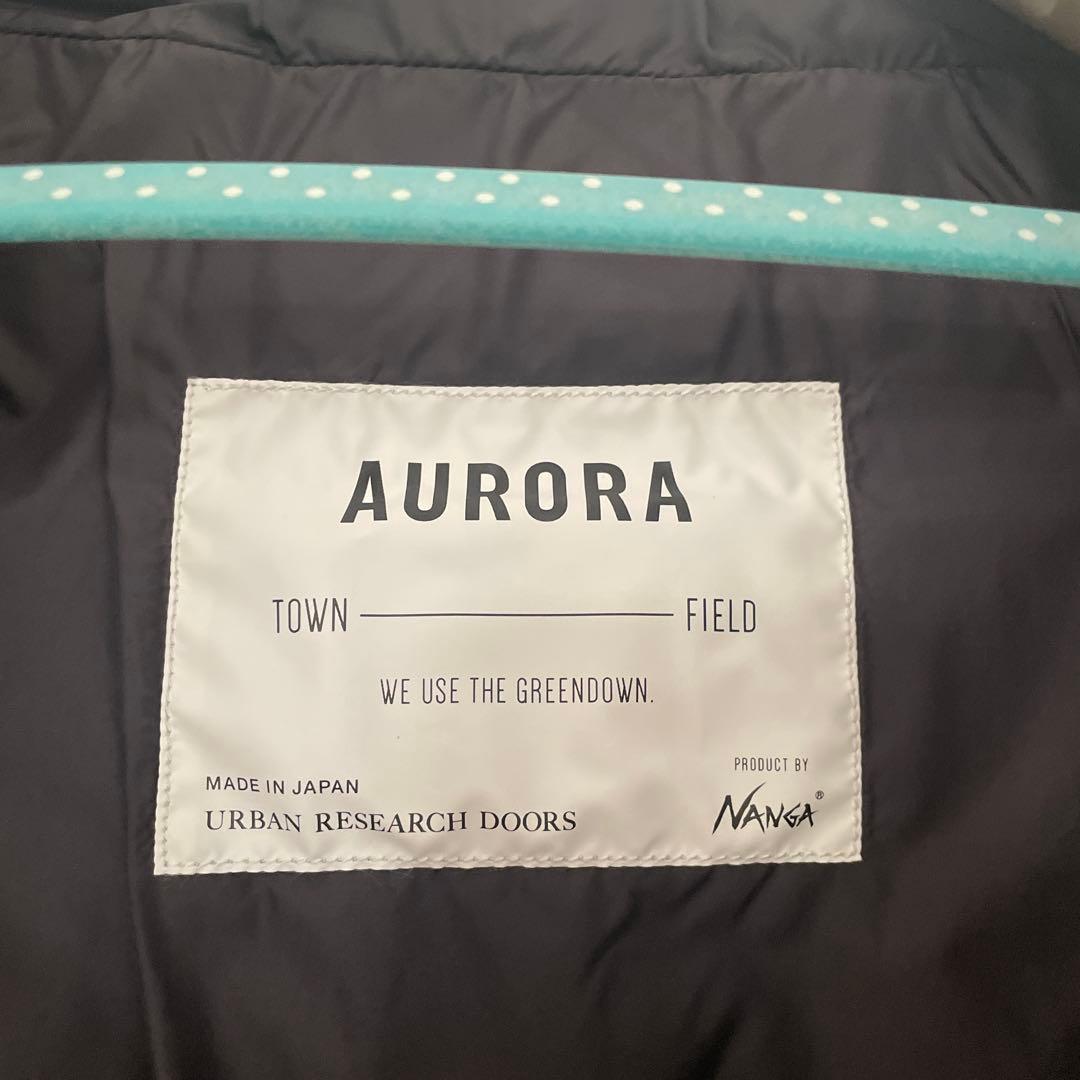 AURORA
TOWN FIELD
WE USE THE GREENDOWN.
PRODUCT BY
MADE IN JAPAN
URBAN RESEARCH DOORS
NANGA®